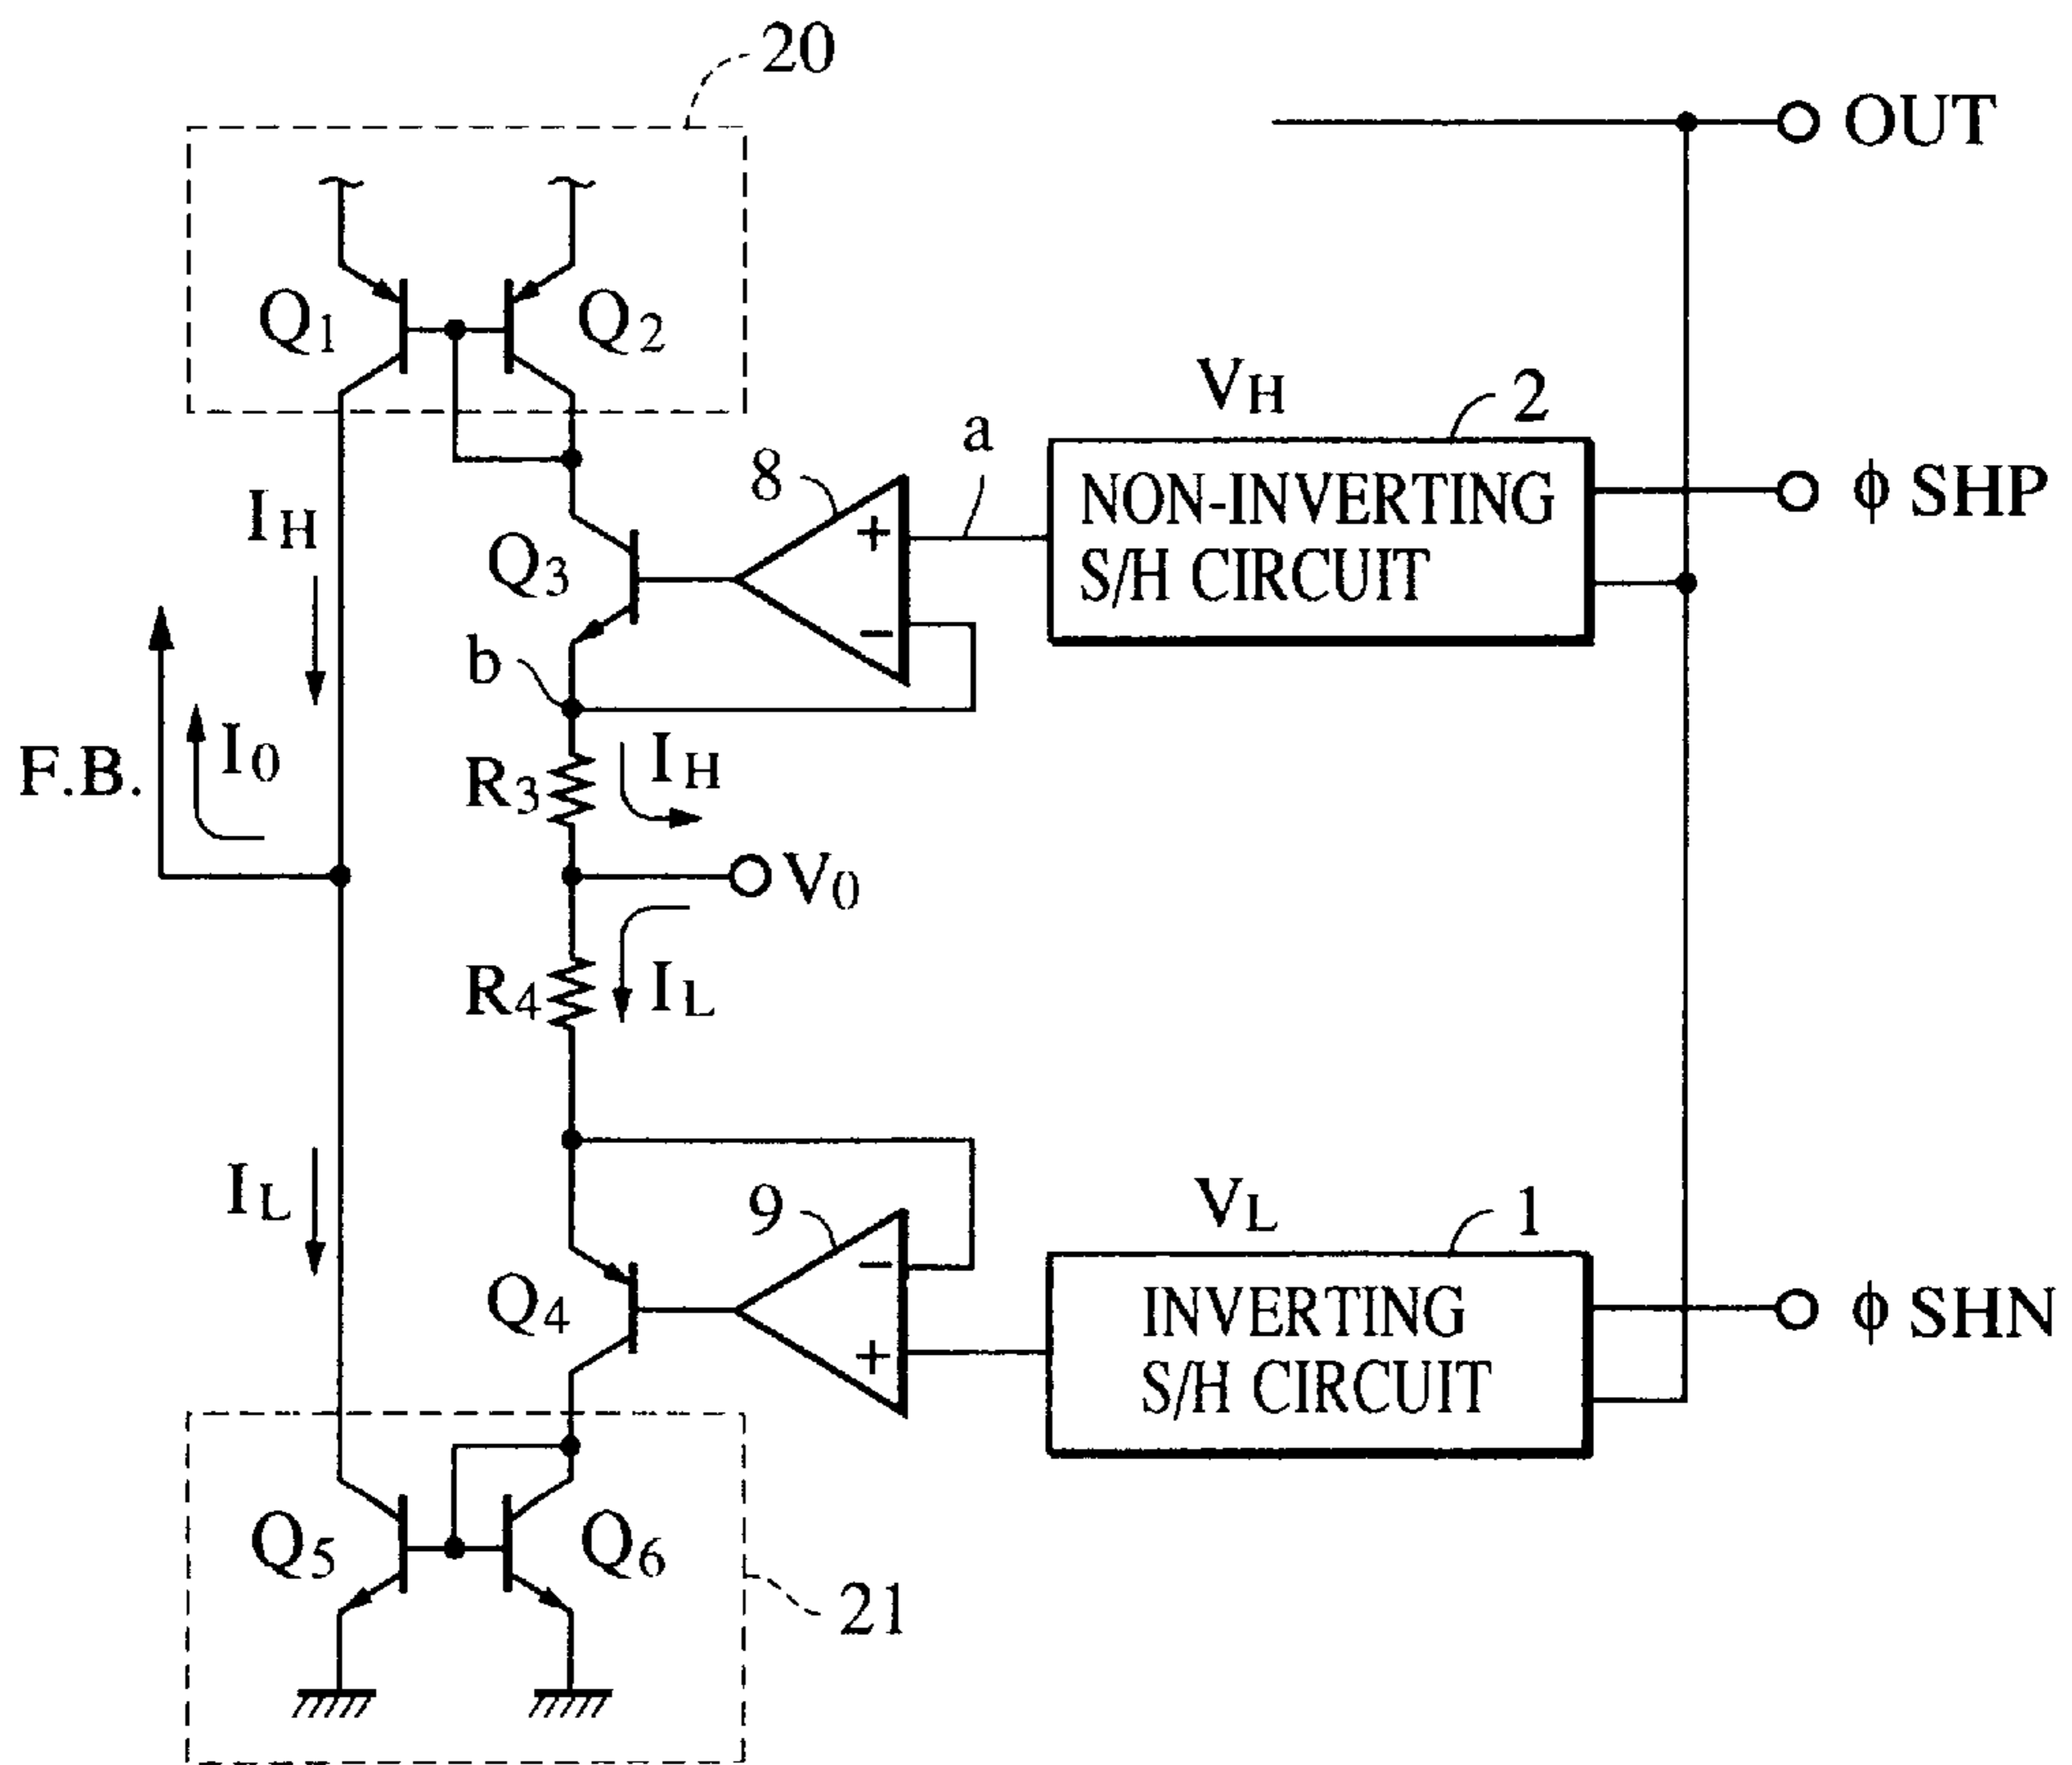 20
OUT
Q1
Q2
VH
2
a
8
NON-INVERTING
S/H CIRCUIT
+
−
ϕ SHP
IH
Q3
b
F.B.
I0
R3
IH
V0
R4
IL
IL
VL
1
9
−
+
INVERTING
S/H CIRCUIT
ϕ SHN
Q4
Q5
Q6
21